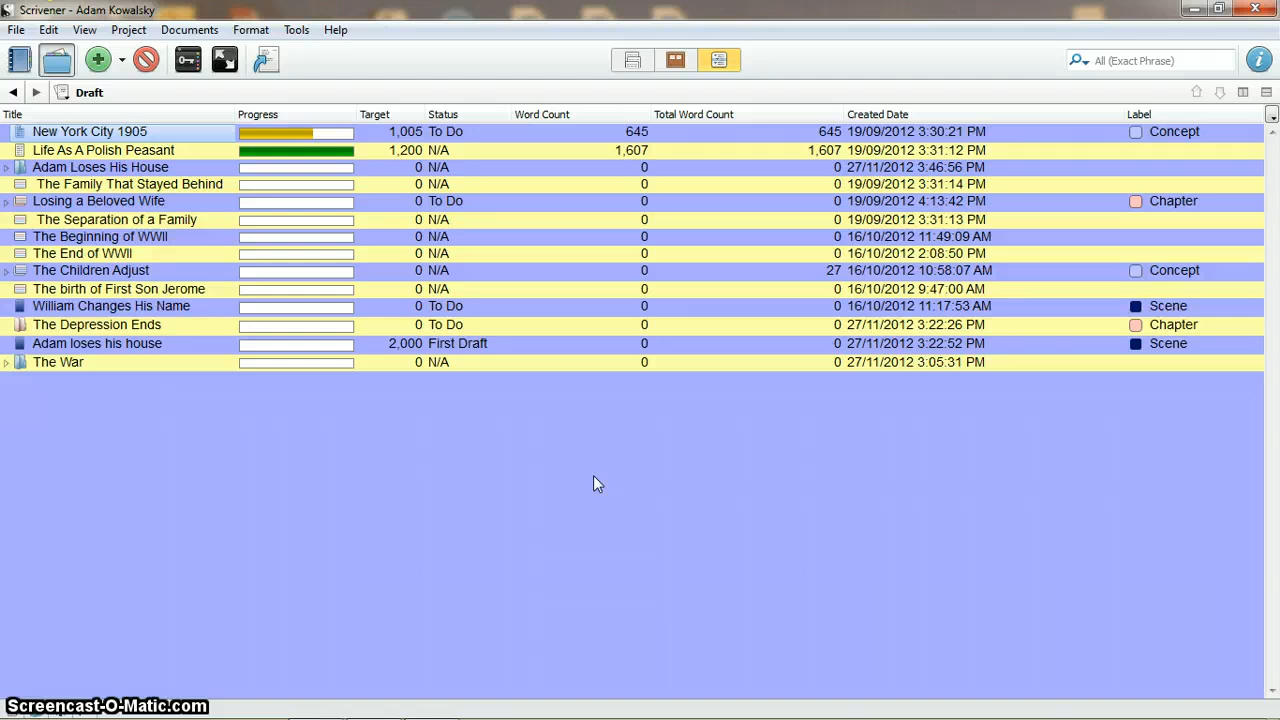 Scrivener - Adam Kowalsky
File Edit View Project Documents Format Tools Help
All (Exact Phrase)
Draft
Title Progress Target Status Word Count Total Word Count Created Date Label
New York City 1905 1,005 To Do 645 645 19/09/2012 3:30:21 PM Concept
Life As A Polish Peasant 1,200 N/A 1,607 1,607 19/09/2012 3:31:12 PM
Adam Loses His House 0 N/A 0 0 27/11/2012 3:46:56 PM
The Family That Stayed Behind 0 N/A 0 0 19/09/2012 3:31:14 PM
Losing a Beloved Wife 0 To Do 0 0 19/09/2012 4:13:42 PM Chapter
The Separation of a Family 0 N/A 0 0 19/09/2012 3:31:13 PM
The Beginning of WWII 0 N/A 0 0 16/10/2012 11:49:09 AM
The End of WWII 0 N/A 0 0 16/10/2012 2:08:50 PM
The Children Adjust 0 N/A 0 27 16/10/2012 10:58:07 AM Concept
The birth of First Son Jerome 0 N/A 0 0 16/10/2012 9:47:00 AM
William Changes His Name 0 To Do 0 0 16/10/2012 11:17:53 AM Scene
The Depression Ends 0 To Do 0 0 27/11/2012 3:22:26 PM Chapter
Adam loses his house 2,000 First Draft 0 0 27/11/2012 3:22:52 PM Scene
The War 0 N/A 0 0 27/11/2012 3:05:31 PM
Screencast-O-Matic.com